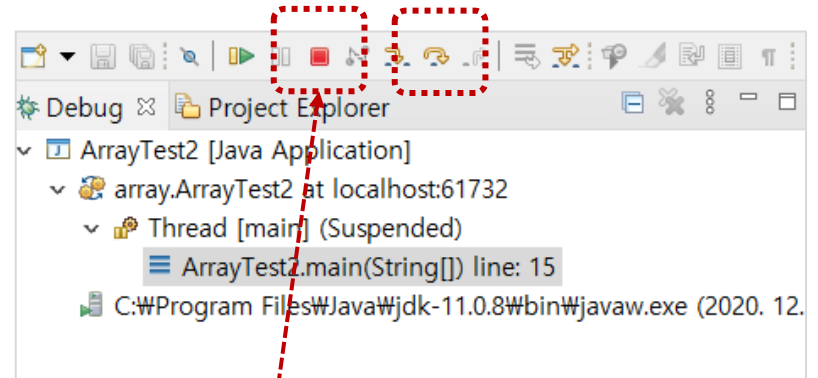 Debug Project Explorer
ArrayTest2 [Java Application]
array.ArrayTest2 at localhost:61732
Thread [main] (Suspended)
ArrayTest2.main(String[]) line: 15
C:₩Program Files₩Java₩jdk-11.0.8₩bin₩javaw.exe (2020. 12.